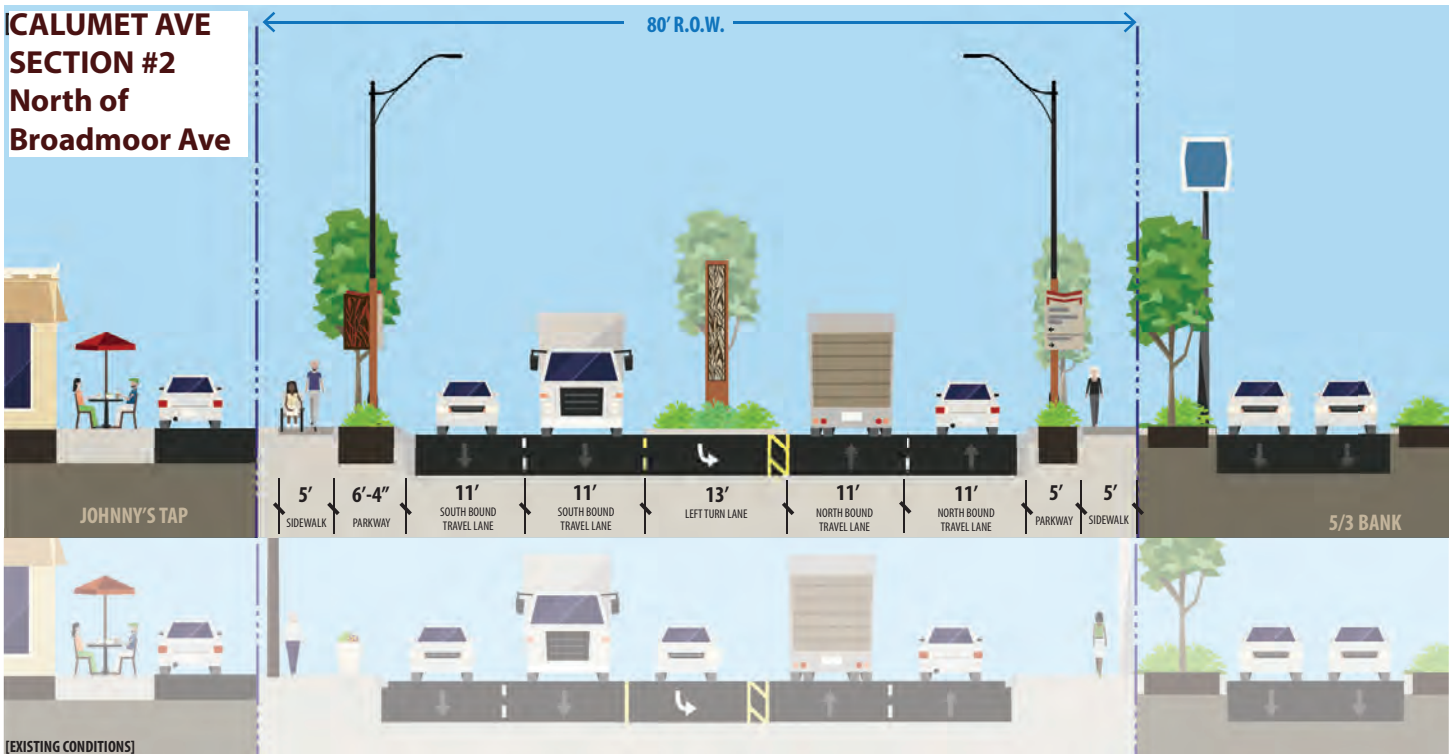 CALUMET AVE
SECTION #2
North of
Broadmoor Ave
80' R.O.W.
5'
SIDEWALK
6'-4"
PARKWAY
11'
SOUTH BOUND
TRAVEL LANE
11'
SOUTH BOUND
TRAVEL LANE
13'
LEFT TURN LANE
11'
NORTH BOUND
TRAVEL LANE
11'
NORTH BOUND
TRAVEL LANE
5'
PARKWAY
5'
SIDEWALK
JOHNNY'S TAP
5/3 BANK
[EXISTING CONDITIONS]